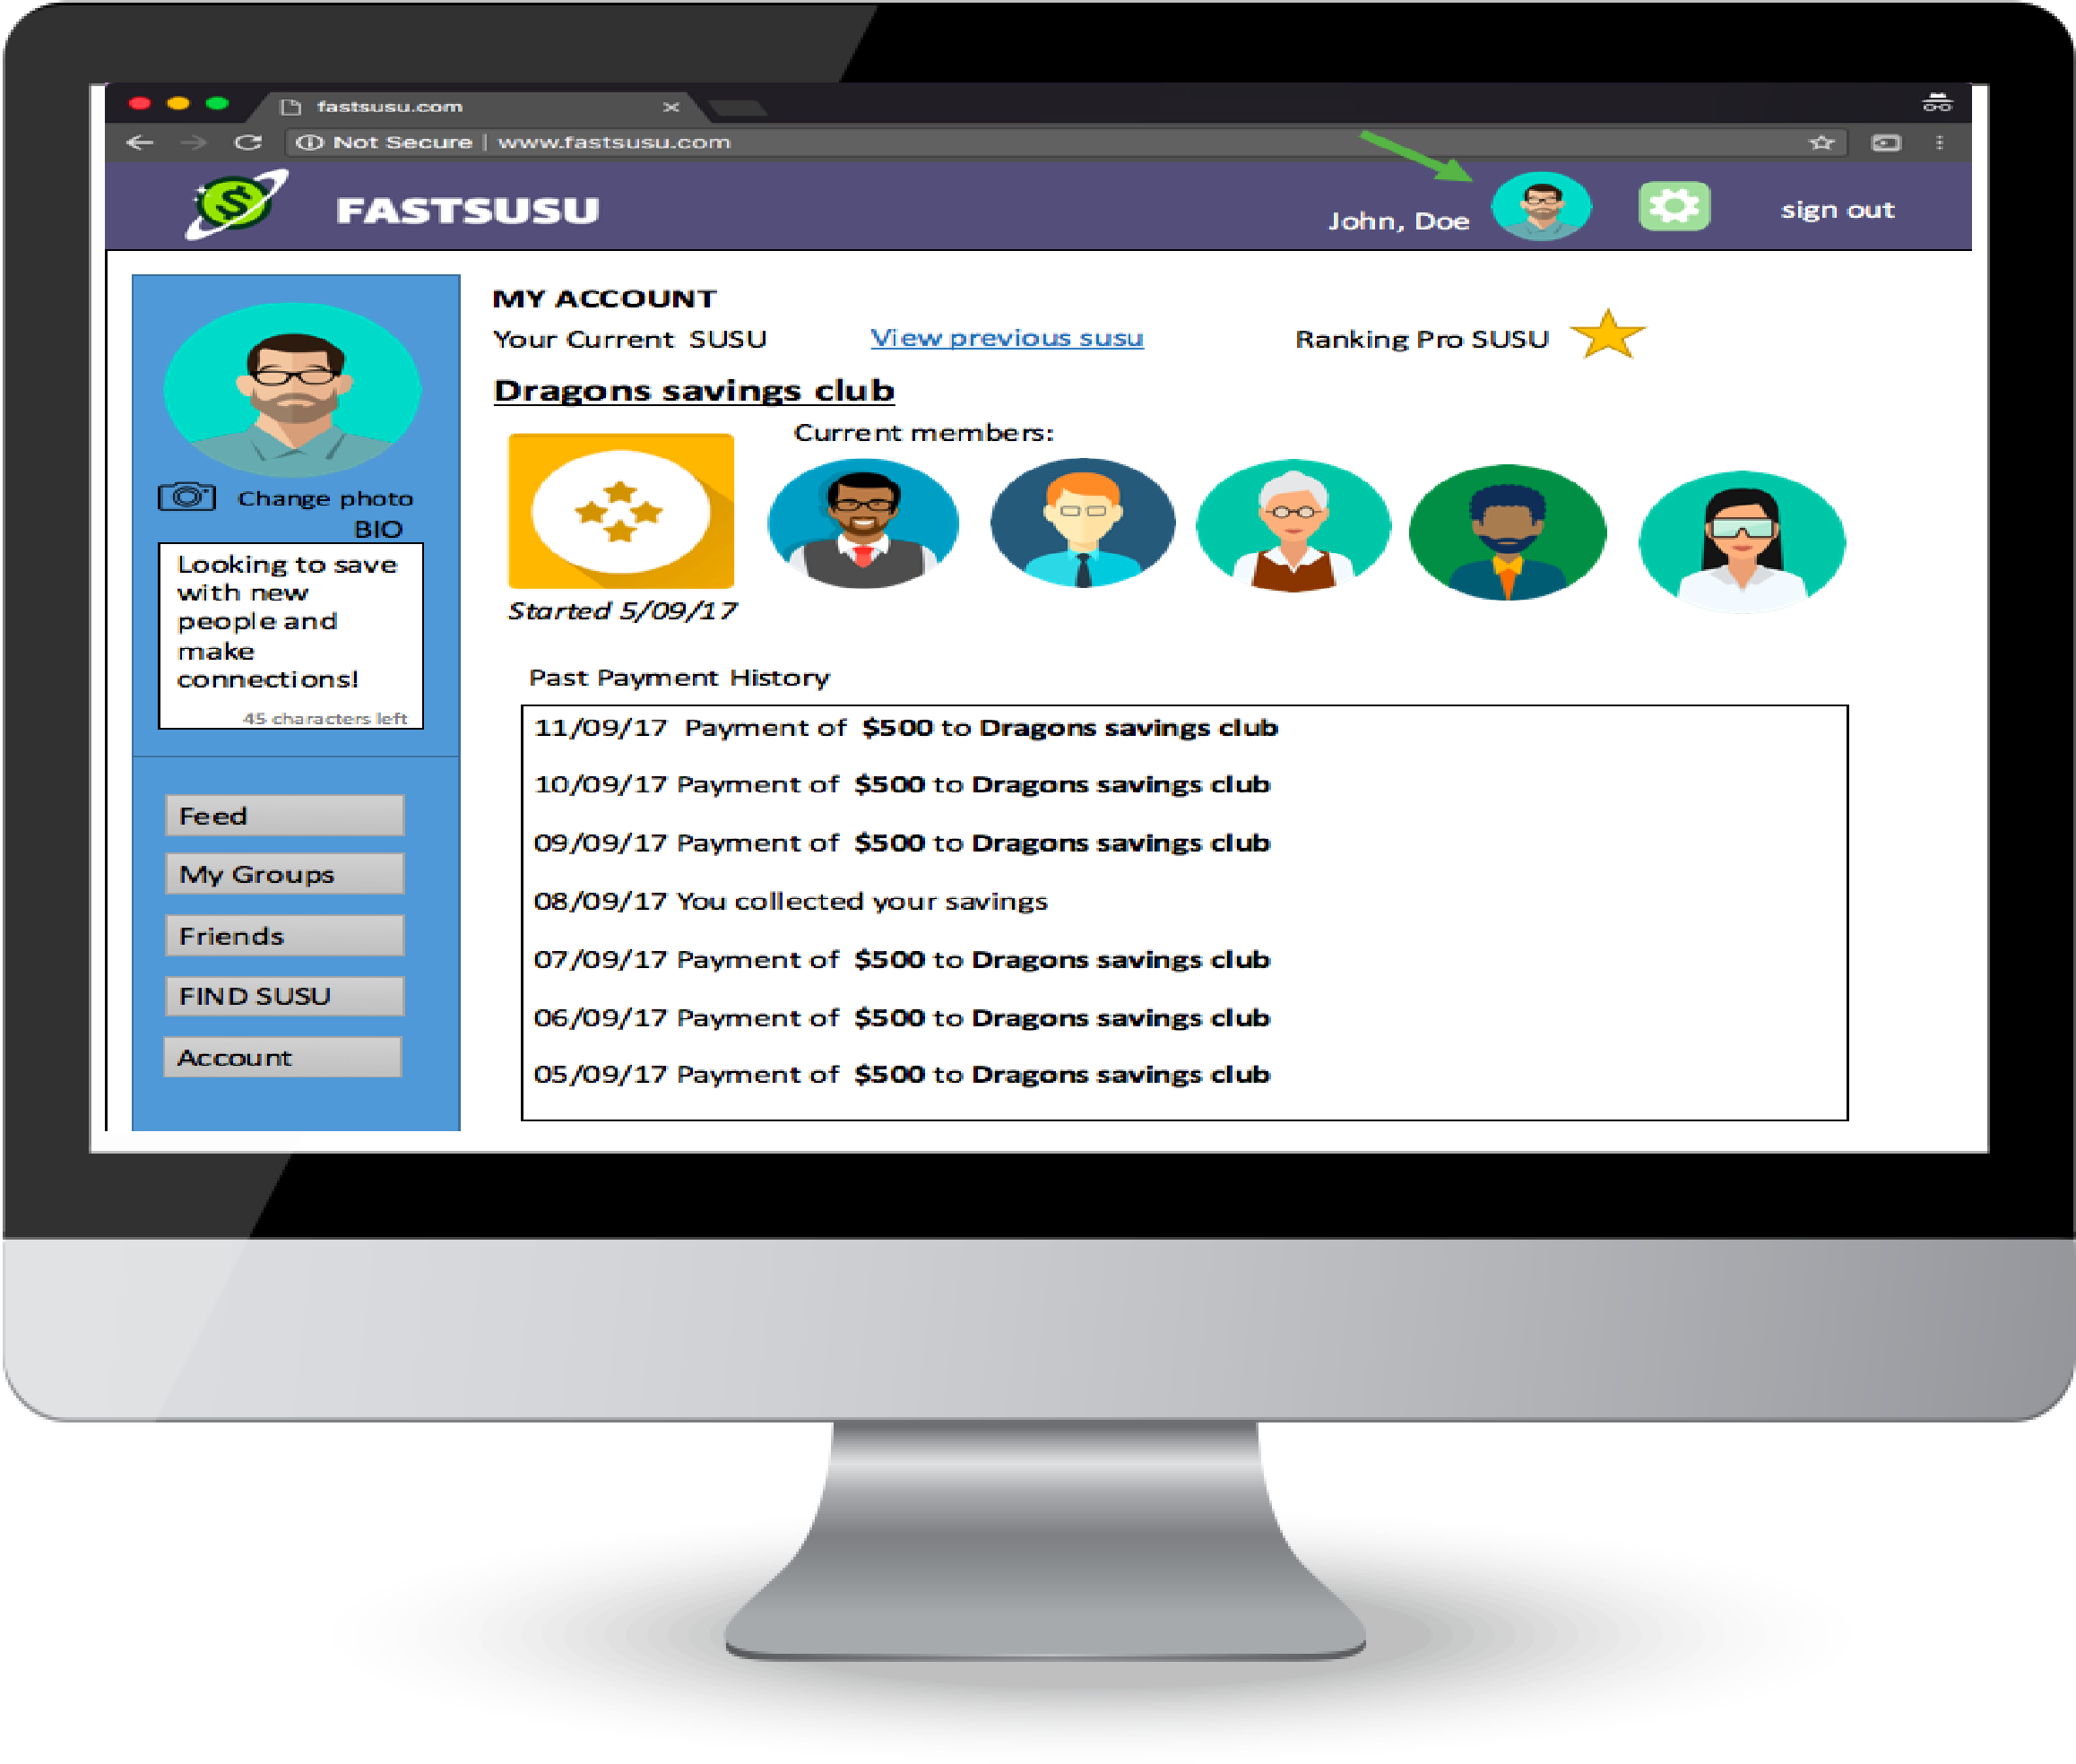 fastsusu.com
Not Secure | www.fastsusu.com
FASTSUSU
John, Doe
sign out
Change photo
BIO
Looking to save
with new
people and
make
connections!
45 characters left
Feed
My Groups
Friends
FIND SUSU
Account
MY ACCOUNT
Your Current SUSU
View previous susu
Ranking Pro SUSU
Dragons savings club
Current members:
Started 5/09/17
Past Payment History
11/09/17 Payment of $500 to Dragons savings club
10/09/17 Payment of $500 to Dragons savings club
09/09/17 Payment of $500 to Dragons savings club
08/09/17 You collected your savings
07/09/17 Payment of $500 to Dragons savings club
06/09/17 Payment of $500 to Dragons savings club
05/09/17 Payment of $500 to Dragons savings club